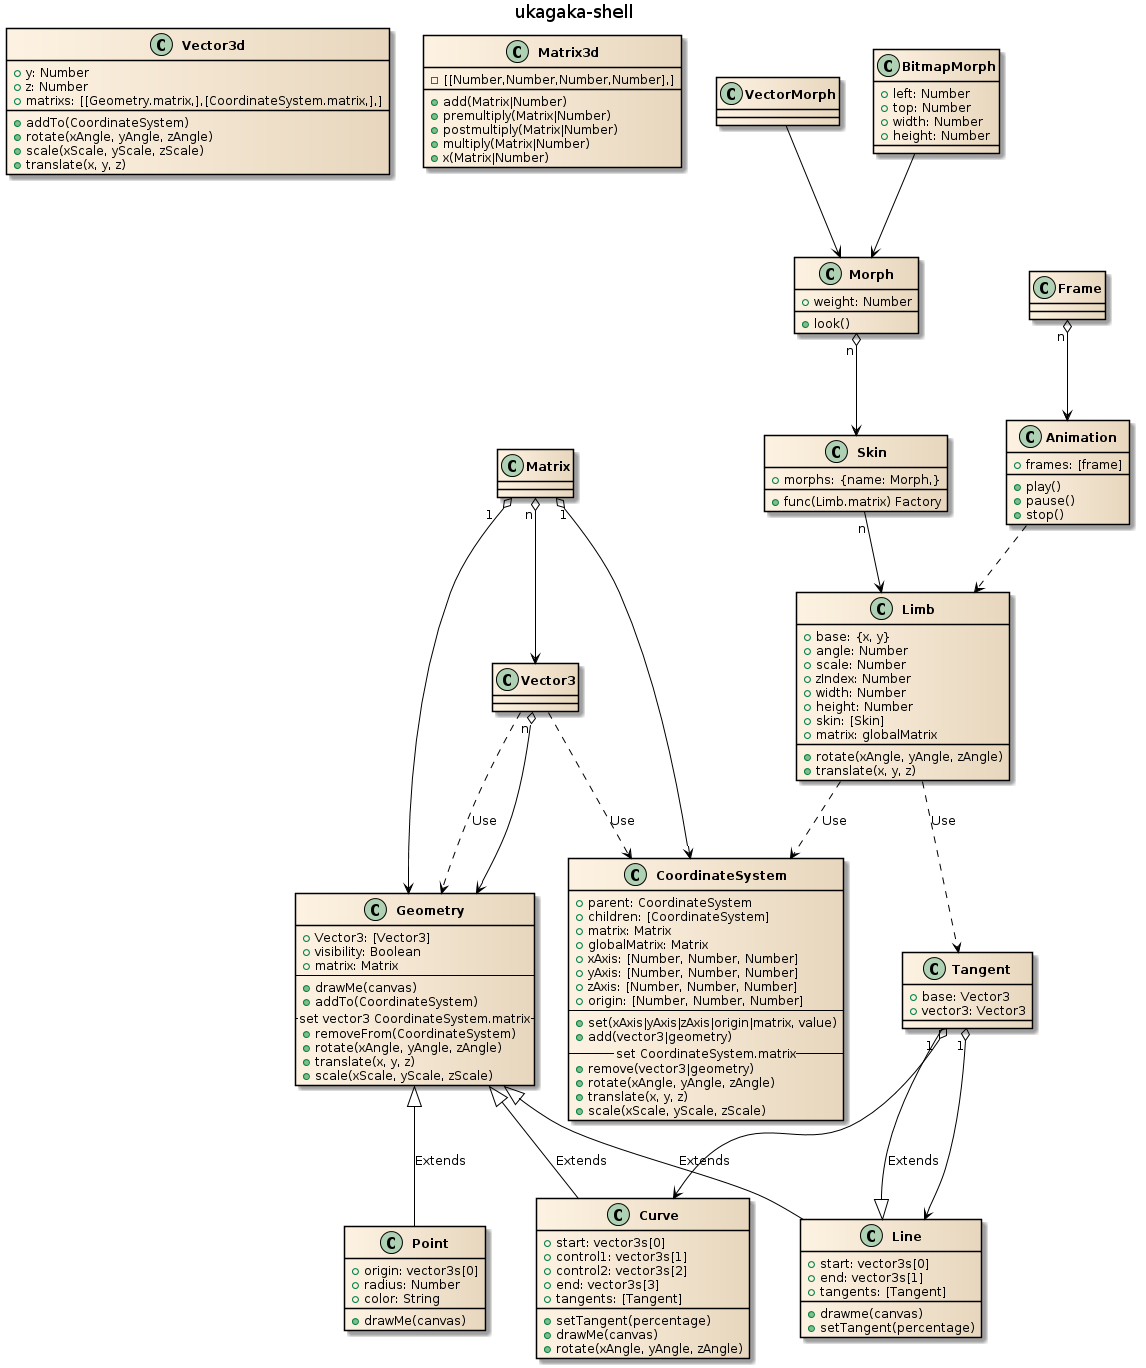 ukagaka-shell
C Vector3d
y: Number
z: Number
matrixs: [[Geometry.matrix,],[CoordinateSystem.matrix,],]
addTo(CoordinateSystem)
rotate(xAngle, yAngle, zAngle)
scale(xScale, yScale, zScale)
translate(x, y, z)
C Matrix3d
[[Number,Number,Number,Number],]
add(Matrix|Number)
premultiply(Matrix|Number)
postmultiply(Matrix|Number)
multiply(Matrix|Number)
x(Matrix|Number)
C VectorMorph
C BitmapMorph
left: Number
top: Number
width: Number
height: Number
C Morph
weight: Number
look()
n
C Frame
n
C Animation
frames: [frame]
play()
pause()
stop()
C Skin
morphs: {name: Morph,}
func(Limb.matrix) Factory
n
C Matrix
1
n
1
C Limb
base: {x, y}
angle: Number
scale: Number
zIndex: Number
width: Number
height: Number
skin: [Skin]
matrix: globalMatrix
rotate(xAngle, yAngle, zAngle)
translate(x, y, z)
C Vector3
n
Use
Use
Use
Use
C Geometry
Vector3: [Vector3]
visibility: Boolean
matrix: Matrix
drawMe(canvas)
addTo(CoordinateSystem)
set vector3 CoordinateSystem.matrix
removeFrom(CoordinateSystem)
rotate(xAngle, yAngle, zAngle)
translate(x, y, z)
scale(xScale, yScale, zScale)
C CoordinateSystem
parent: CoordinateSystem
children: [CoordinateSystem]
matrix: Matrix
globalMatrix: Matrix
xAxis: [Number, Number, Number]
yAxis: [Number, Number, Number]
zAxis: [Number, Number, Number]
origin: [Number, Number, Number]
set(xAxis|yAxis|zAxis|origin|matrix, value)
add(vector3|geometry)
set CoordinateSystem.matrix
remove(vector3|geometry)
rotate(xAngle, yAngle, zAngle)
translate(x, y, z)
scale(xScale, yScale, zScale)
C Tangent
base: Vector3
vector3: Vector3
1
1
Extends
Extends
Extends
Extends
C Point
origin: vector3s[0]
radius: Number
color: String
drawMe(canvas)
C Curve
start: vector3s[0]
control1: vector3s[1]
control2: vector3s[2]
end: vector3s[3]
tangents: [Tangent]
setTangent(percentage)
drawMe(canvas)
rotate(xAngle, yAngle, zAngle)
C Line
start: vector3s[0]
end: vector3s[1]
tangents: [Tangent]
drawme(canvas)
setTangent(percentage)